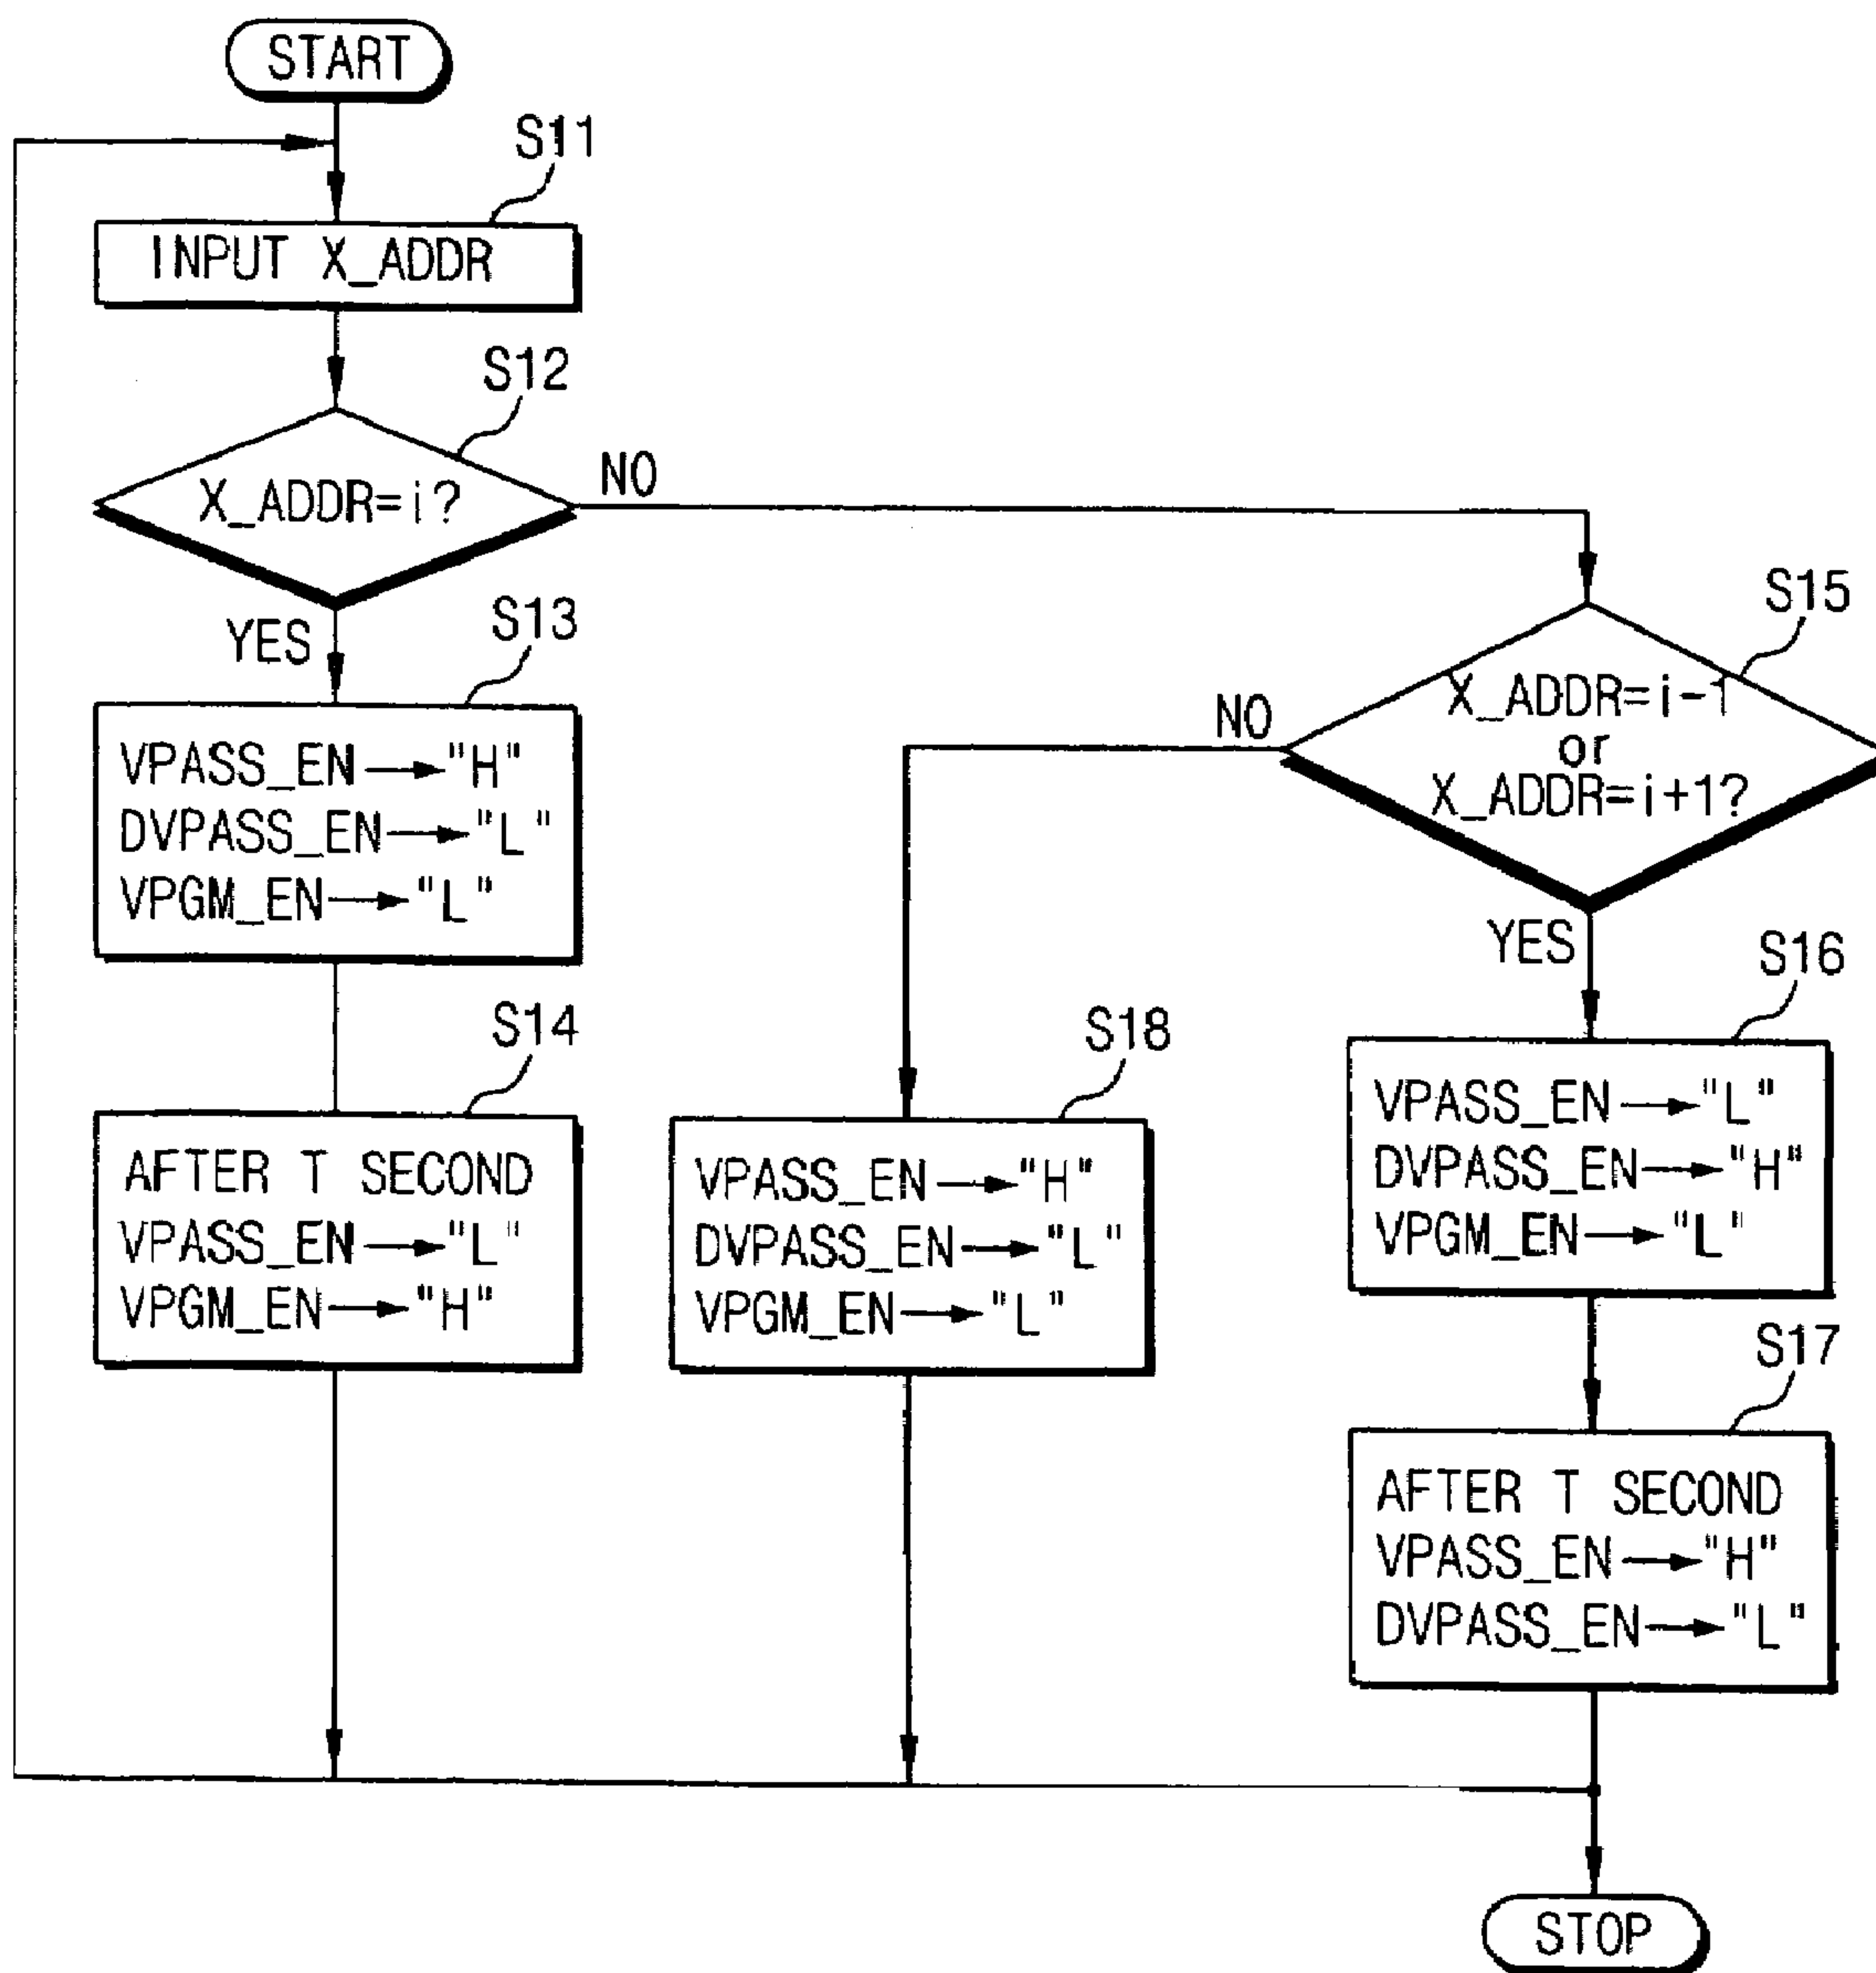 START
S11
INPUT X_ADDR
S12
X_ADDR=i?
NO
YES
S13
VPASS_EN→"H"
DVPASS_EN→"L"
VPGM_EN→"L"
S14
AFTER T SECOND
VPASS_EN→"L"
VPGM_EN→"H"
S15
X_ADDR=i-1
or
X_ADDR=i+1?
NO
YES
S18
VPASS_EN→"H"
DVPASS_EN→"L"
VPGM_EN→"L"
S16
VPASS_EN→"L"
DVPASS_EN→"H"
VPGM_EN→"L"
S17
AFTER T SECOND
VPASS_EN→"H"
DVPASS_EN→"L"
STOP